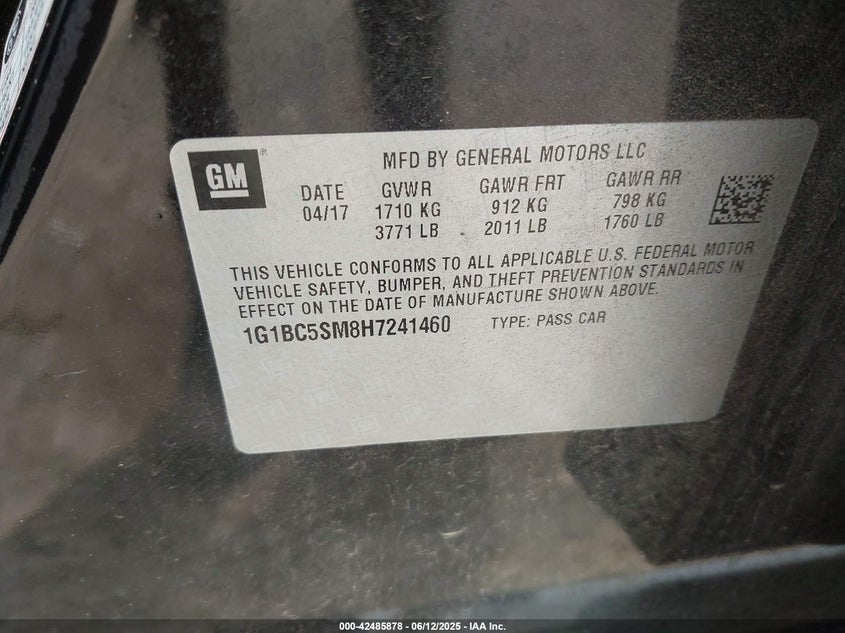 GM
MFD BY GENERAL MOTORS LLC
DATE GVWR GAWR FRT GAWR RR
04/17 1710 KG 912 KG 798 KG
3771 LB 2011 LB 1760 LB
THIS VEHICLE CONFORMS TO ALL APPLICABLE U.S. FEDERAL MOTOR
VEHICLE SAFETY, BUMPER, AND THEFT PREVENTION STANDARDS IN
EFFECT ON THE DATE OF MANUFACTURE SHOWN ABOVE.
1G1BC5SM8H7241460 TYPE: PASS CAR
000-42485878 - 06/12/2025 - IAA Inc.